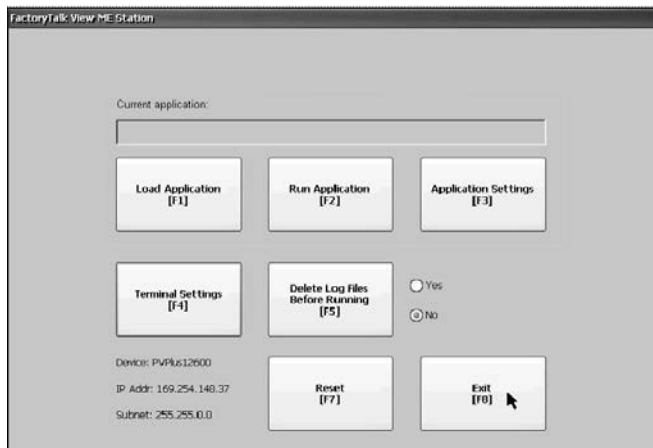 FactoryTalk View ME Station
Current application:
Load Application
[F1]
Run Application
[F2]
Application Settings
[F3]
Terminal Settings
[F4]
Delete Log Files
Before Running
[F5]
Yes
No
Device: PVPlus12600
IP Addr: 169.254.148.37
Subnet: 255.255.0.0
Reset
[F7]
Exit
[F8]